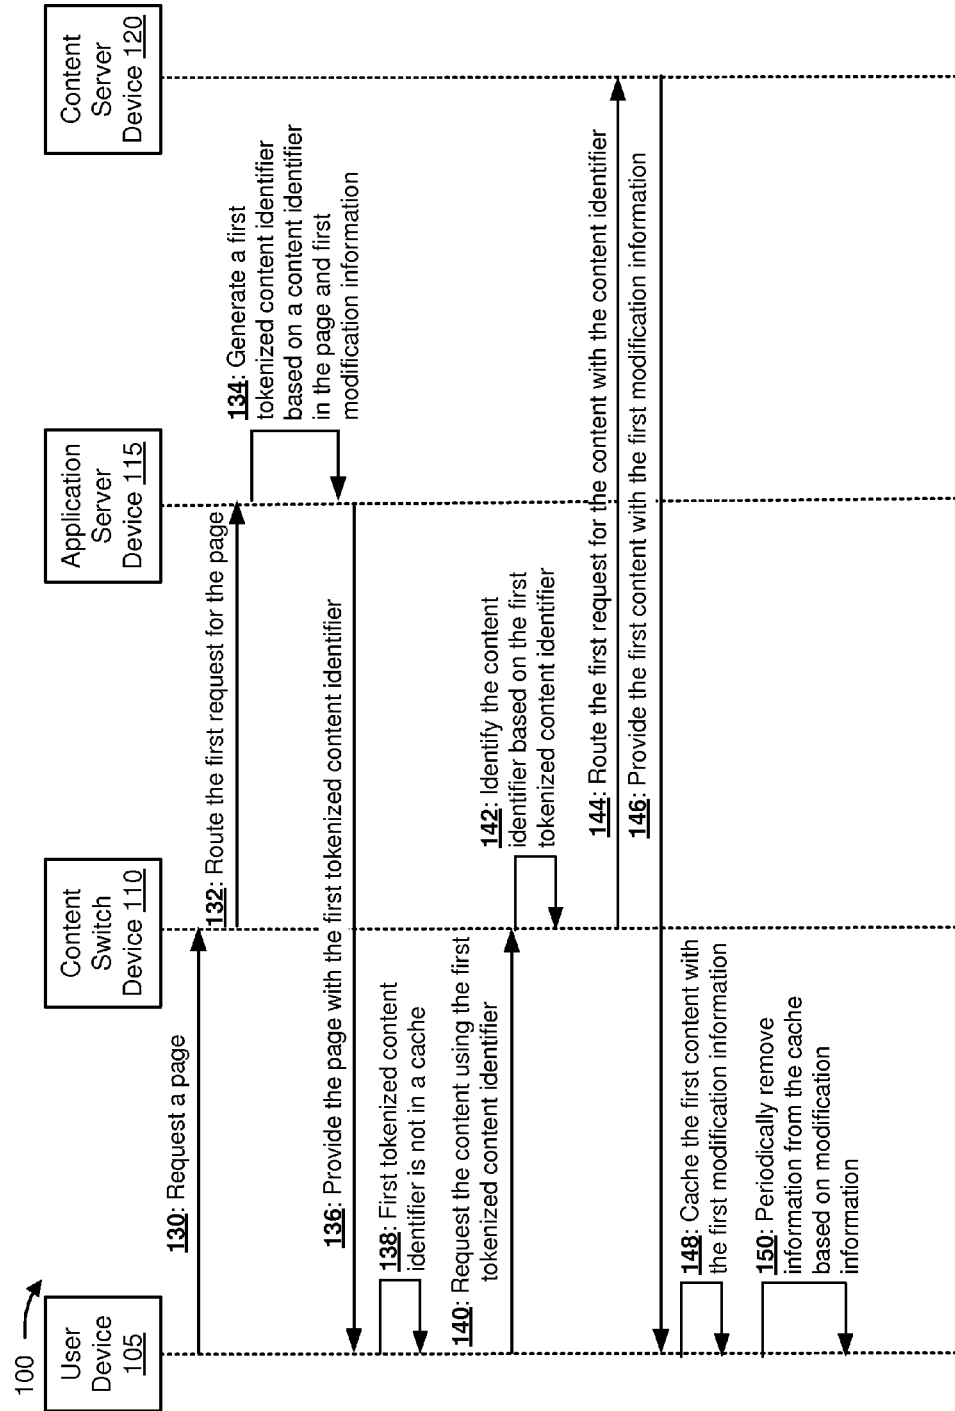 100
User
Device
105
Content
Switch
Device 110
Application
Server
Device 115
Content
Server
Device 120
130: Request a page
132: Route the first request for the page
134: Generate a first
tokenized content identifier
based on a content identifier
in the page and first
modification information
136: Provide the page with the first tokenized content identifier
138: First tokenized content
identifier is not in a cache
140: Request the content using the first
tokenized content identifier
142: Identify the content
identifier based on the first
tokenized content identifier
144: Route the first request for the content with the content identifier
146: Provide the first content with the first modification information
148: Cache the first content with
the first modification information
150: Periodically remove
information from the cache
based on modification
information